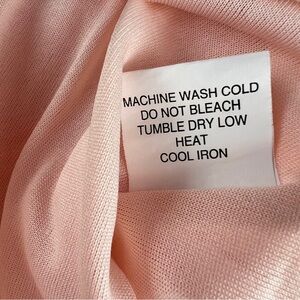 MACHINE WASH COLD
DO NOT BLEACH
TUMBLE DRY LOW
HEAT
COOL IRON